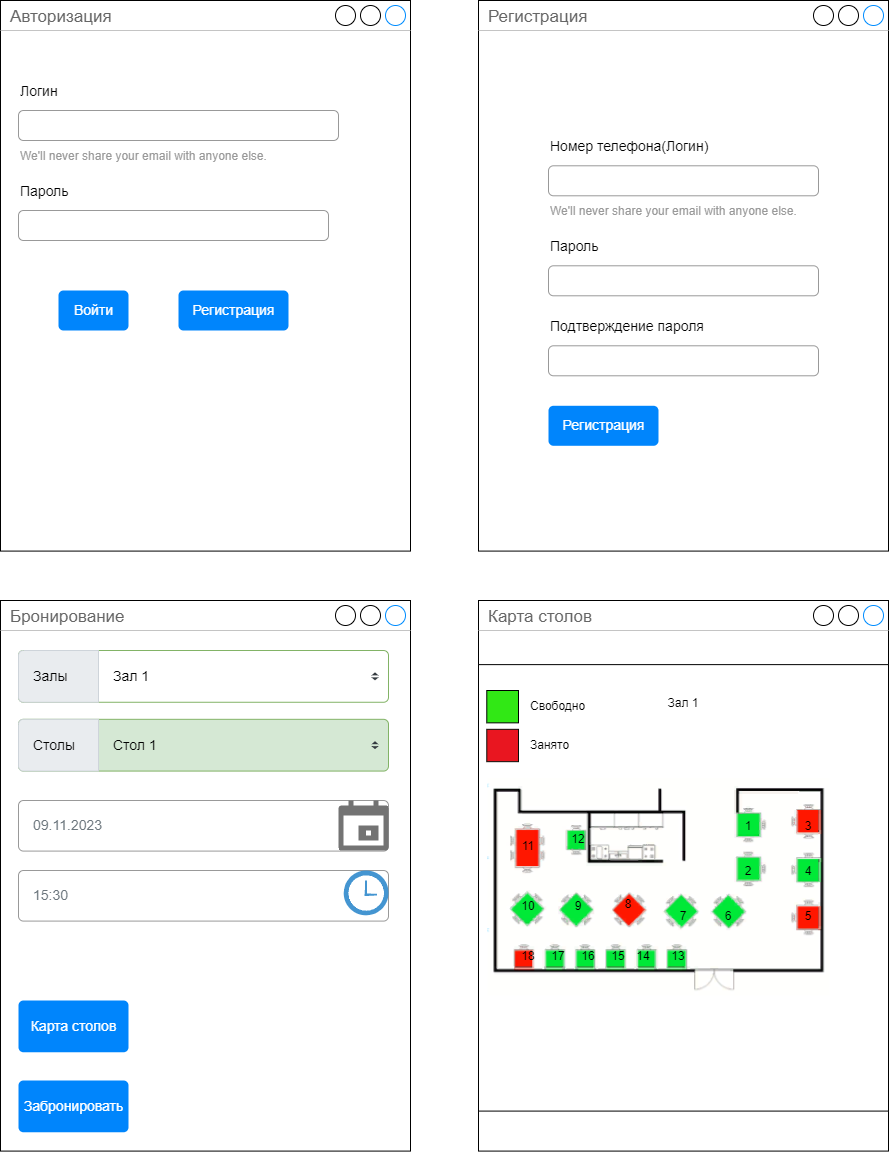 Авторизация
Логин
We'll never share your email with anyone else.
Пароль
Войти
Регистрация
Регистрация
Номер телефона(Логин)
We'll never share your email with anyone else.
Пароль
Подтверждение пароля
Регистрация
Бронирование
Залы
Зал 1
Столы
Стол 1
09.11.2023
15:30
Карта столов
Забронировать
Карта столов
Свободно
Зал 1
Занято
1
3
12
11
2
4
10
9
8
7
6
5
18
17
16
15
14
13